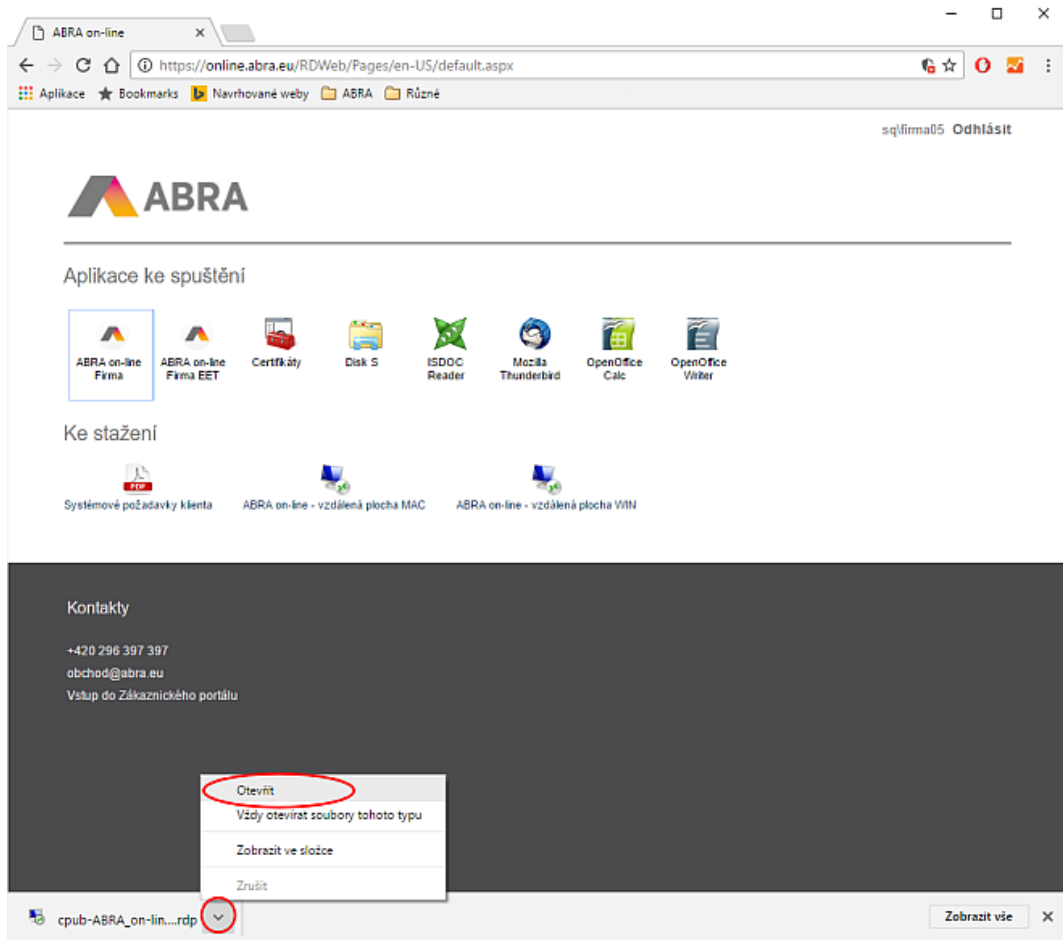 ABRA on-line
https://online.abra.eu/RDWeb/Pages/en-US/default.aspx
Aplikace Bookmarks Navrhované weby ABRA Různé
sq\firma05 Odhlásit
ABRA
Aplikace ke spuštění
ABRA on-line Firma
ABRA on-line Firma EET
Certifikáty
Disk S
ISDOC Reader
Mozilla Thunderbird
OpenOffice Calc
OpenOffice Writer
Ke stažení
PDF
Systémové požadavky klienta
ABRA on-line - vzdálená plocha MAC
ABRA on-line - vzdálená plocha WIN
Kontakty
+420 296 397 397
obchod@abra.eu
Vstup do Zákaznického portálu
Otevřít
Vždy otevírat soubory tohoto typu
Zobrazit ve složce
Zrušit
cpub-ABRA_on-lin....rdp
Zobrazit vše